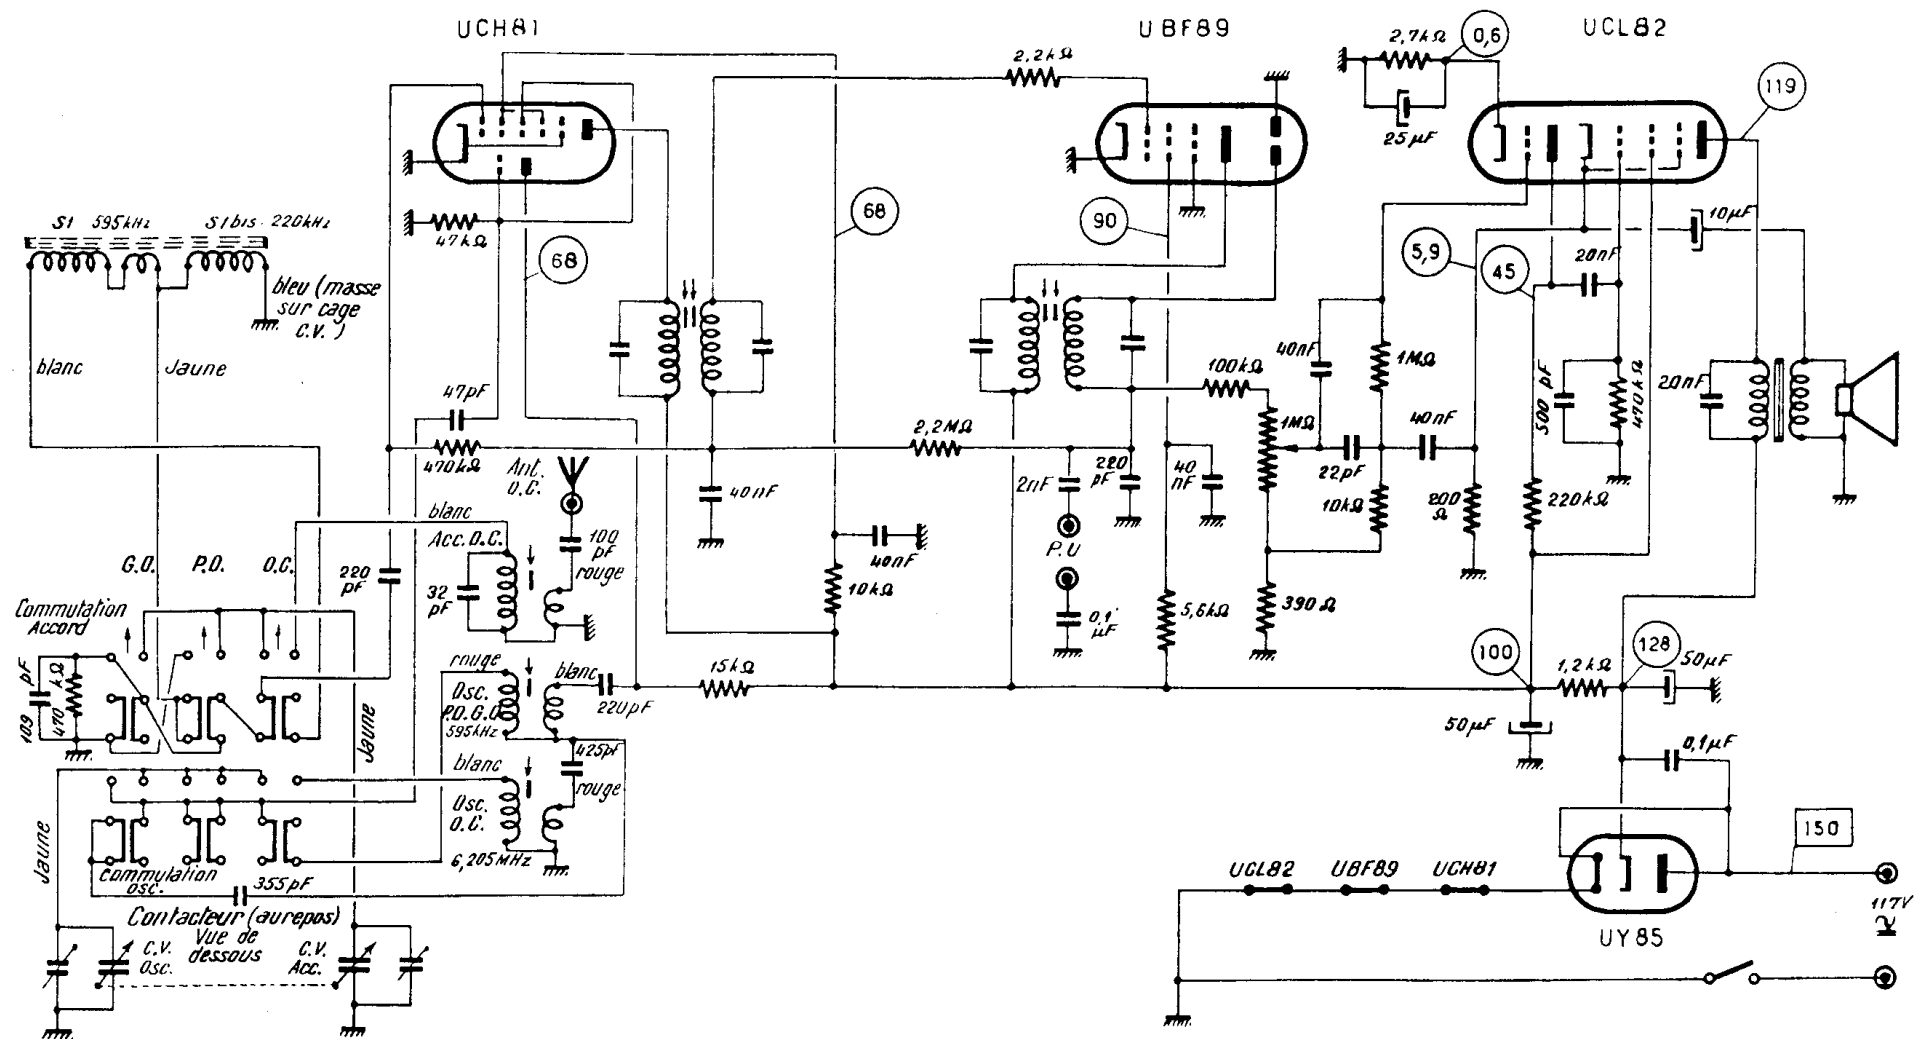 UCH81
UBF89
UCL82
2,7kΩ
0,6
2,2kΩ
119
25µF
S1 595kHz
S1bis - 220kHz
47kΩ
68
68
90
5,9
45
10µF
20nF
bleu (masse
sur cage
C.V.)
blanc
Jaune
47pF
470kΩ
2,2MΩ
100kΩ
40nF
1MΩ
1MΩ
40nF
500 pF
470kΩ
20nF
Ant.
O.C.
40nF
2nF
220
pF
40
nF
22pF
10kΩ
200
Ω
220kΩ
blanc
Acc.O.C.
100
pF
rouge
P.U
40nF
G.O.
P.O.
O.C.
220
pF
32
pF
10kΩ
0,1
µF
5,6kΩ
390Ω
Commutation
Accord
rouge
blanc
15kΩ
100
1,2kΩ
128
50µF
109 pF
470 kΩ
Osc.
P.O.G.O
595kHz
220pF
425pF
50µF
Jaune
blanc
rouge
0,1µF
Osc.
O.C.
6,205MHz
Jaune
commutation
osc.
355pF
150
UCL82
UBF89
UCH81
Contacteur (au repos)
Vue de
dessous
C.V.
Osc.
C.V.
Acc.
UY85
117V